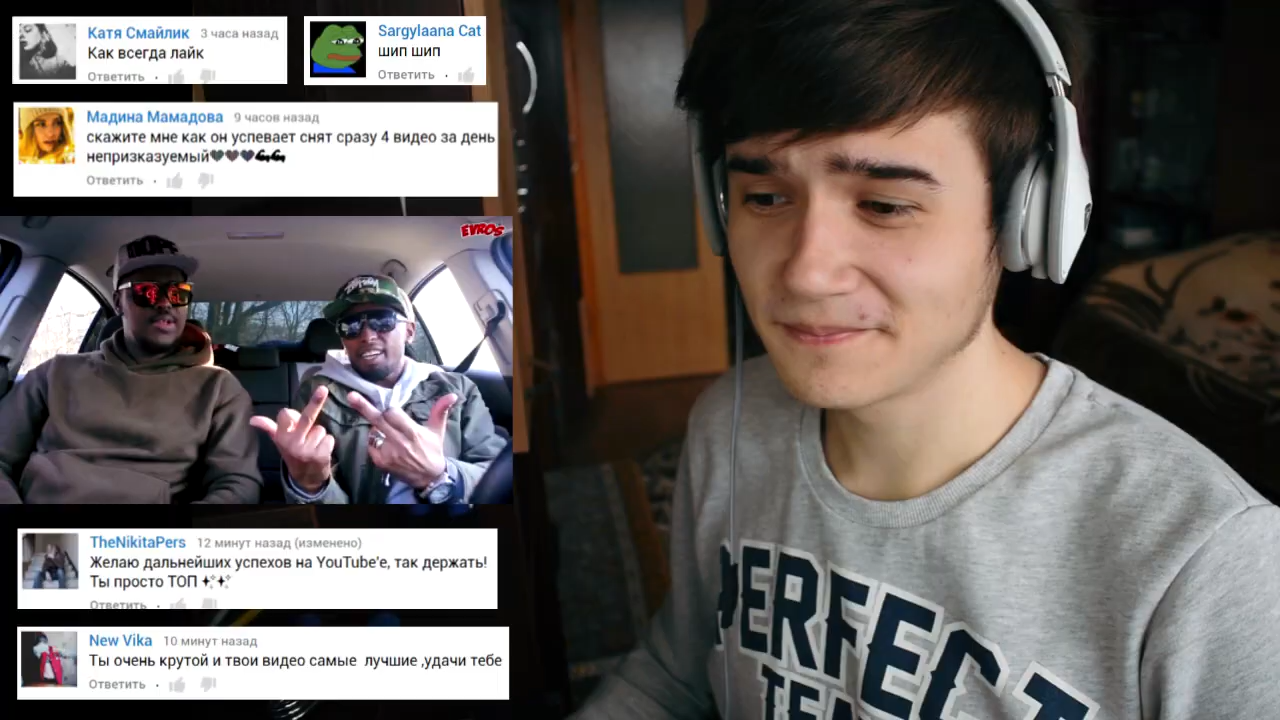 Катя Смайлик 3 часа назад
Как всегда лайк
Ответить
Sargylaana Cat
шип шип
Ответить
Мадина Мамадова 9 часов назад
скажите мне как он успевает снят сразу 4 видео за день
непризказуемый🖤🖤🖤💪💪
Ответить
EVROS
TheNikitaPers 12 минут назад (изменено)
Желаю дальнейших успехов на YouTube'е, так держать!
Ты просто ТОП ✨✨
Ответить
New Vika 10 минут назад
Ты очень крутой и твои видео самые лучшие ,удачи тебе
Ответить
PERFECT